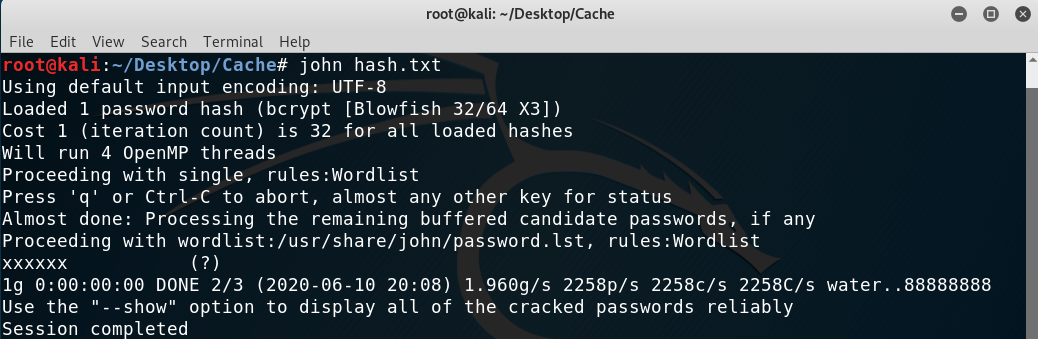 root@kali: ~/Desktop/Cache
File Edit View Search Terminal Help
root@kali:~/Desktop/Cache# john hash.txt
Using default input encoding: UTF-8
Loaded 1 password hash (bcrypt [Blowfish 32/64 X3])
Cost 1 (iteration count) is 32 for all loaded hashes
Will run 4 OpenMP threads
Proceeding with single, rules:Wordlist
Press 'q' or Ctrl-C to abort, almost any other key for status
Almost done: Processing the remaining buffered candidate passwords, if any
Proceeding with wordlist:/usr/share/john/password.lst, rules:Wordlist
xxxxxx           (?)
1g 0:00:00:00 DONE 2/3 (2020-06-10 20:08) 1.960g/s 2258p/s 2258c/s 2258C/s water..88888888
Use the "--show" option to display all of the cracked passwords reliably
Session completed